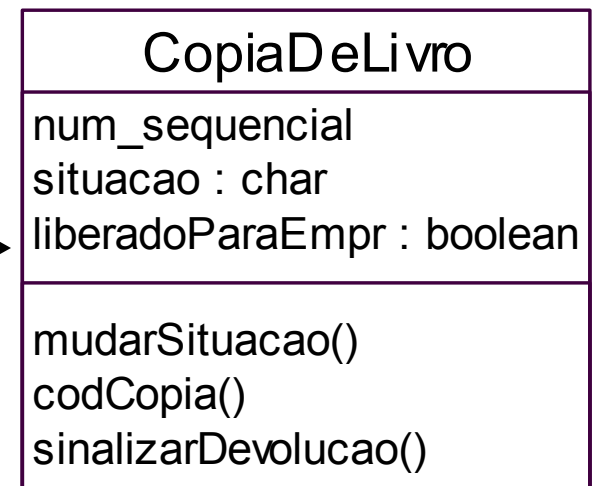 CopiaDeLivro
num_sequencial
situacao : char
liberadoParaEmpr : boolean
mudarSituacao()
codCopia()
sinalizarDevolucao()